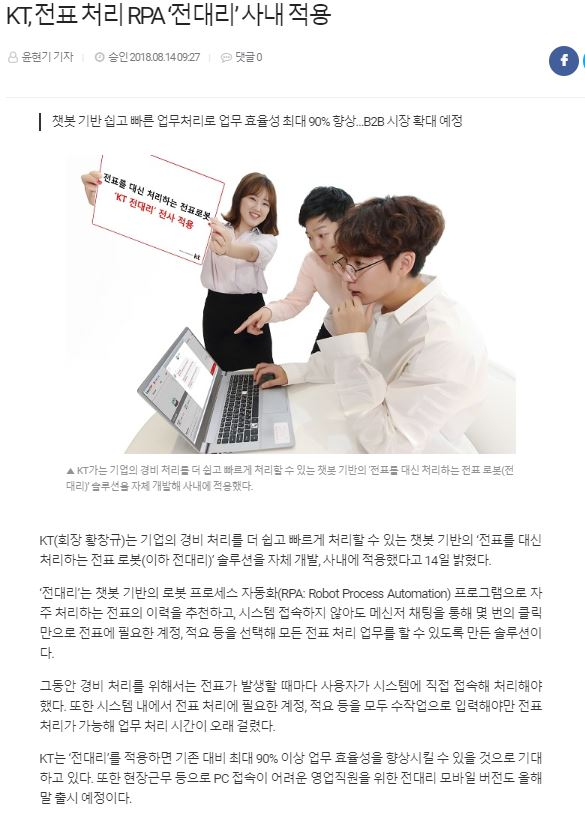 KT, 전표 처리 RPA ‘전대리’ 사내 적용
윤현기 기자 승인 2018.08.14 09:27 댓글 0
f
챗봇 기반 쉽고 빠른 업무처리로 업무 효율성 최대 90% 향상…B2B 시장 확대 예정
전표를 대신 처리하는 전표로봇
‘KT 전대리’ 전사 적용
kt
▲ KT가는 기업의 경비 처리를 더 쉽고 빠르게 처리할 수 있는 챗봇 기반의 ‘전표를 대신 처리하는 전표 로봇(전
대리)’ 솔루션을 자체 개발해 사내에 적용했다.
KT(회장 황창규)는 기업의 경비 처리를 더 쉽고 빠르게 처리할 수 있는 챗봇 기반의 ‘전표를 대신
처리하는 전표 로봇(이하 전대리)’ 솔루션을 자체 개발, 사내에 적용했다고 14일 밝혔다.
‘전대리’는 챗봇 기반의 로봇 프로세스 자동화(RPA: Robot Process Automation) 프로그램으로 자
주 처리하는 전표의 이력을 추천하고, 시스템 접속하지 않아도 메신저 채팅을 통해 몇 번의 클릭
만으로 전표에 필요한 계정, 적요 등을 선택해 모든 전표 처리 업무를 할 수 있도록 만든 솔루션이
다.
그동안 경비 처리를 위해서는 전표가 발생할 때마다 사용자가 시스템에 직접 접속해 처리해야
했다. 또한 시스템 내에서 전표 처리에 필요한 계정, 적요 등을 모두 수작업으로 입력해야만 전표
처리가 가능해 업무 처리 시간이 오래 걸렸다.
KT는 ‘전대리’를 적용하면 기존 대비 최대 90% 이상 업무 효율성을 향상시킬 수 있을 것으로 기대
하고 있다. 또한 현장근무 등으로 PC 접속이 어려운 영업직원을 위한 전대리 모바일 버전도 올해
말 출시 예정이다.